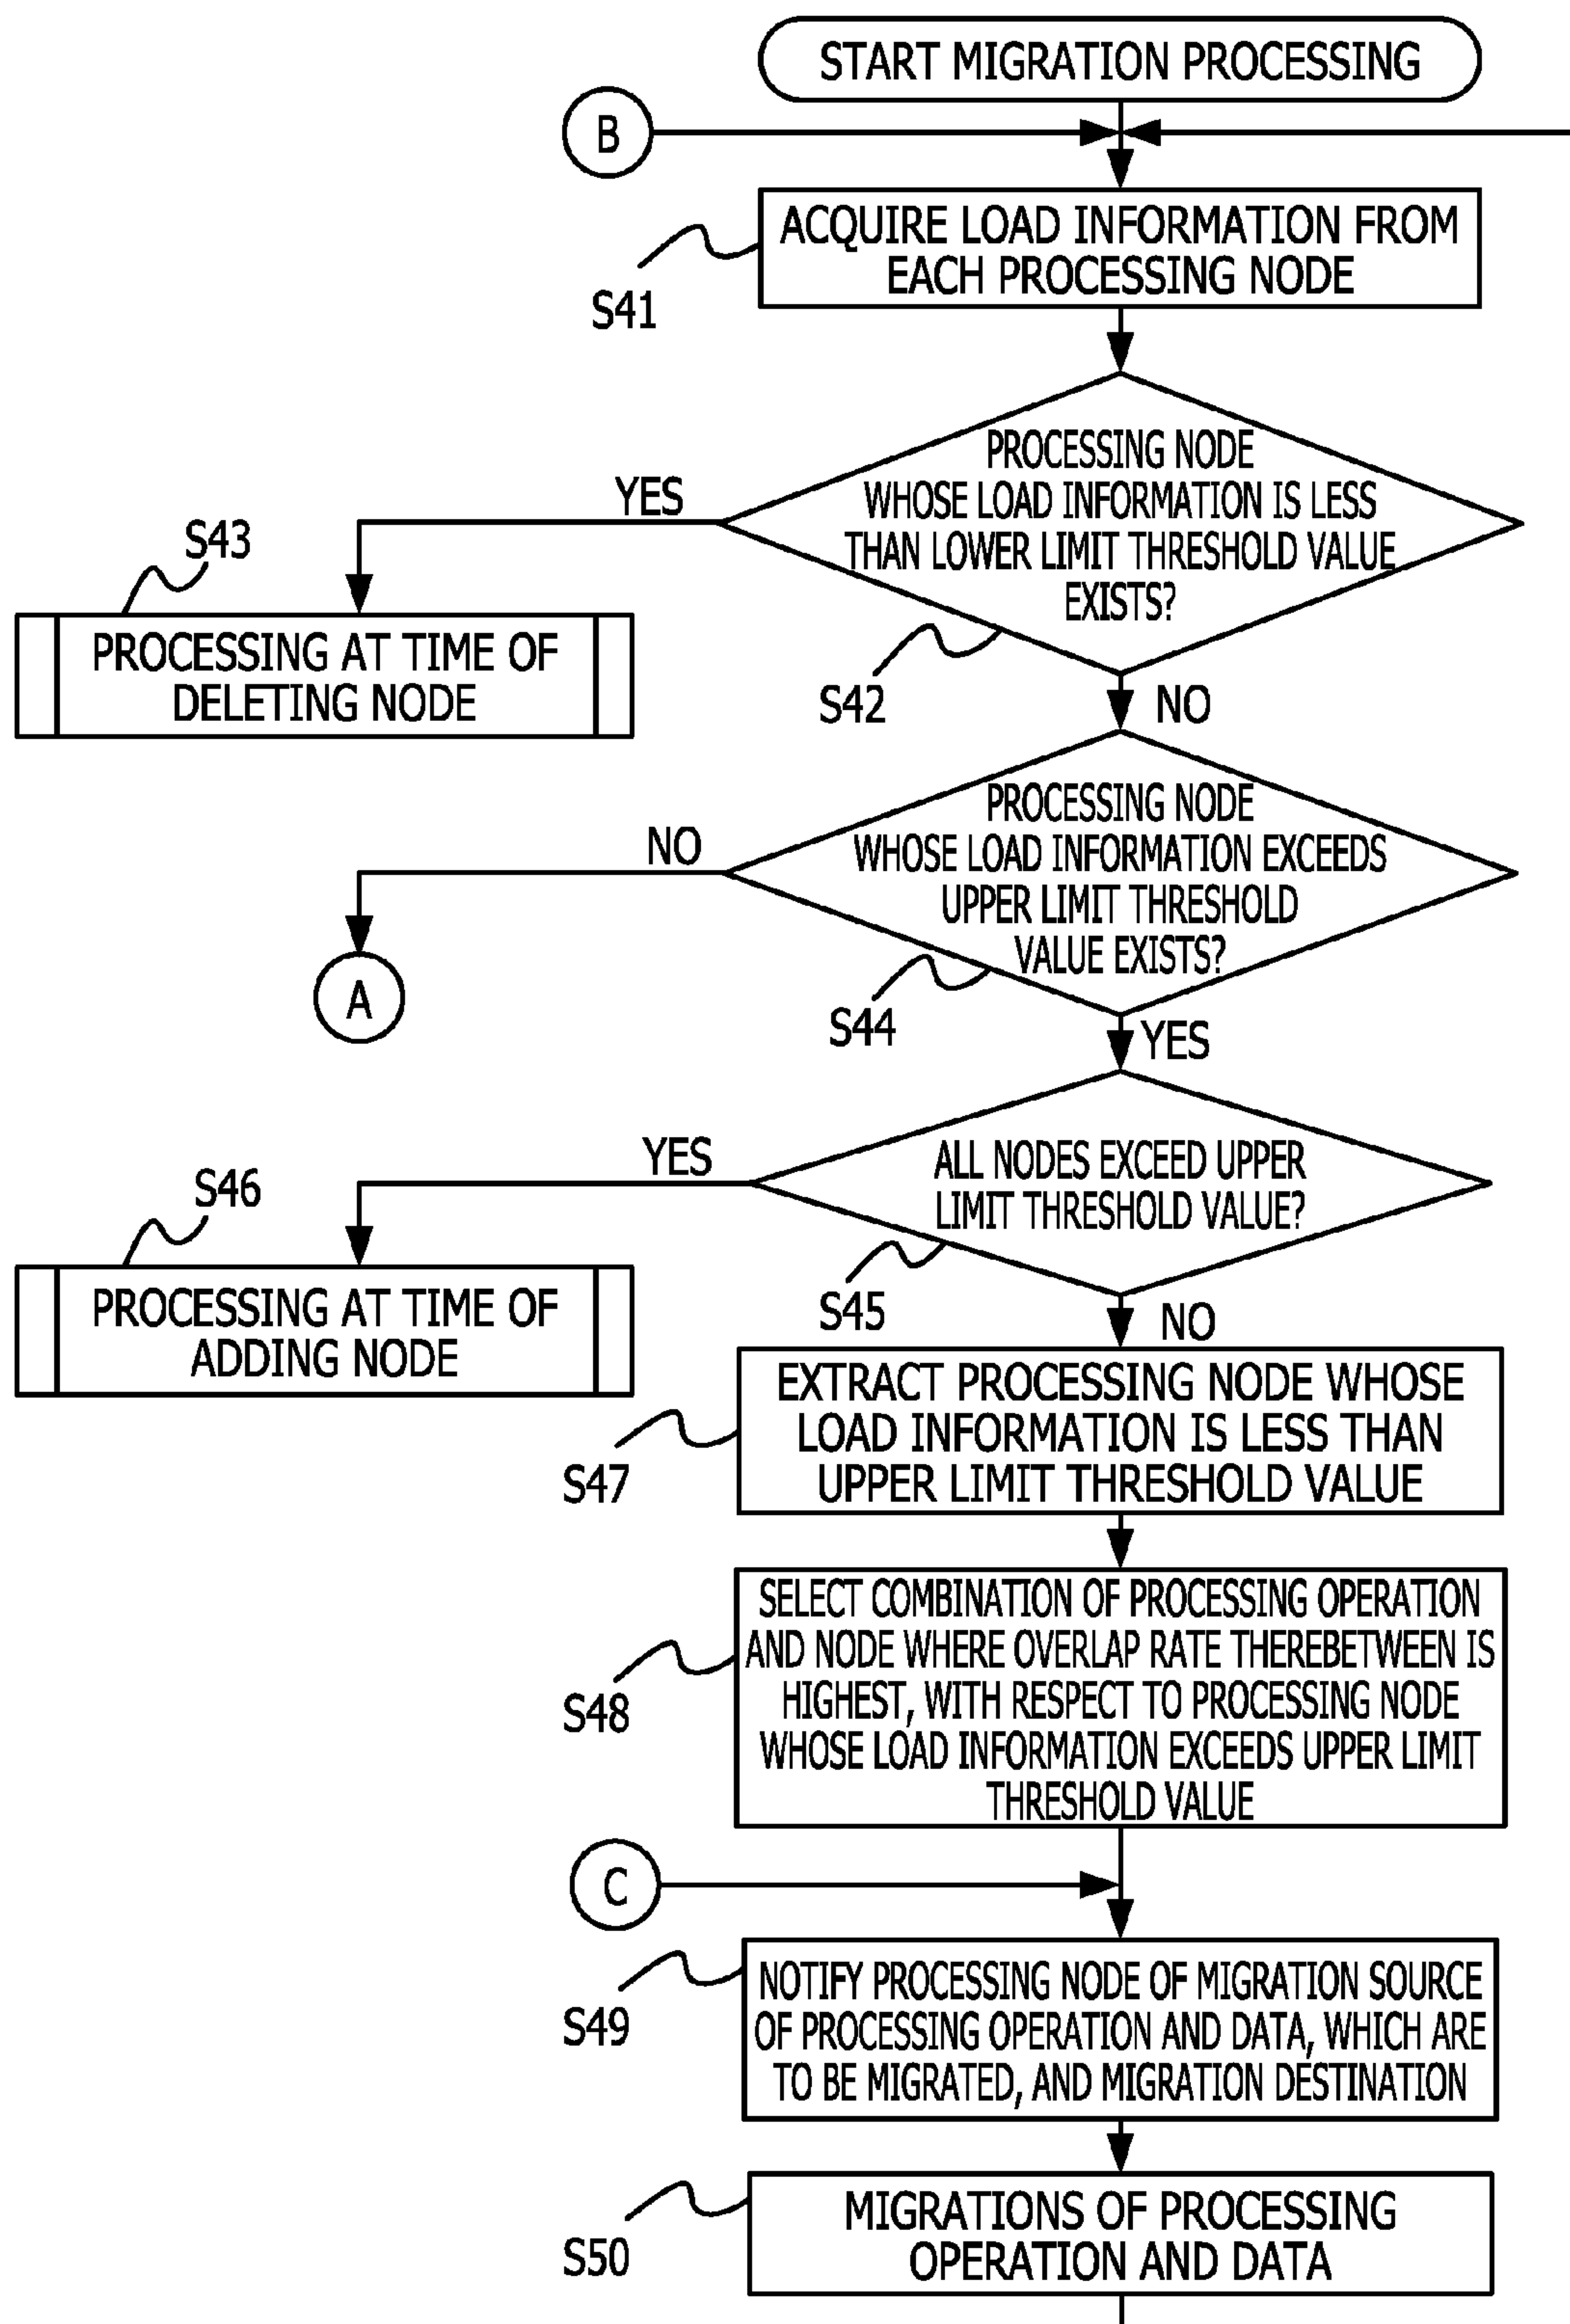 START MIGRATION PROCESSING
B
ACQUIRE LOAD INFORMATION FROM
EACH PROCESSING NODE
S41
PROCESSING NODE
WHOSE LOAD INFORMATION IS LESS
THAN LOWER LIMIT THRESHOLD VALUE
EXISTS?
YES
S42
NO
S43
PROCESSING AT TIME OF
DELETING NODE
PROCESSING NODE
WHOSE LOAD INFORMATION EXCEEDS
UPPER LIMIT THRESHOLD
VALUE EXISTS?
NO
A
S44
YES
ALL NODES EXCEED UPPER
LIMIT THRESHOLD VALUE?
YES
S45
NO
S46
PROCESSING AT TIME OF
ADDING NODE
EXTRACT PROCESSING NODE WHOSE
LOAD INFORMATION IS LESS THAN
UPPER LIMIT THRESHOLD VALUE
S47
SELECT COMBINATION OF PROCESSING OPERATION
AND NODE WHERE OVERLAP RATE THEREBETWEEN IS
HIGHEST, WITH RESPECT TO PROCESSING NODE
WHOSE LOAD INFORMATION EXCEEDS UPPER LIMIT
THRESHOLD VALUE
S48
C
NOTIFY PROCESSING NODE OF MIGRATION SOURCE
OF PROCESSING OPERATION AND DATA, WHICH ARE
TO BE MIGRATED, AND MIGRATION DESTINATION
S49
MIGRATIONS OF PROCESSING
OPERATION AND DATA
S50